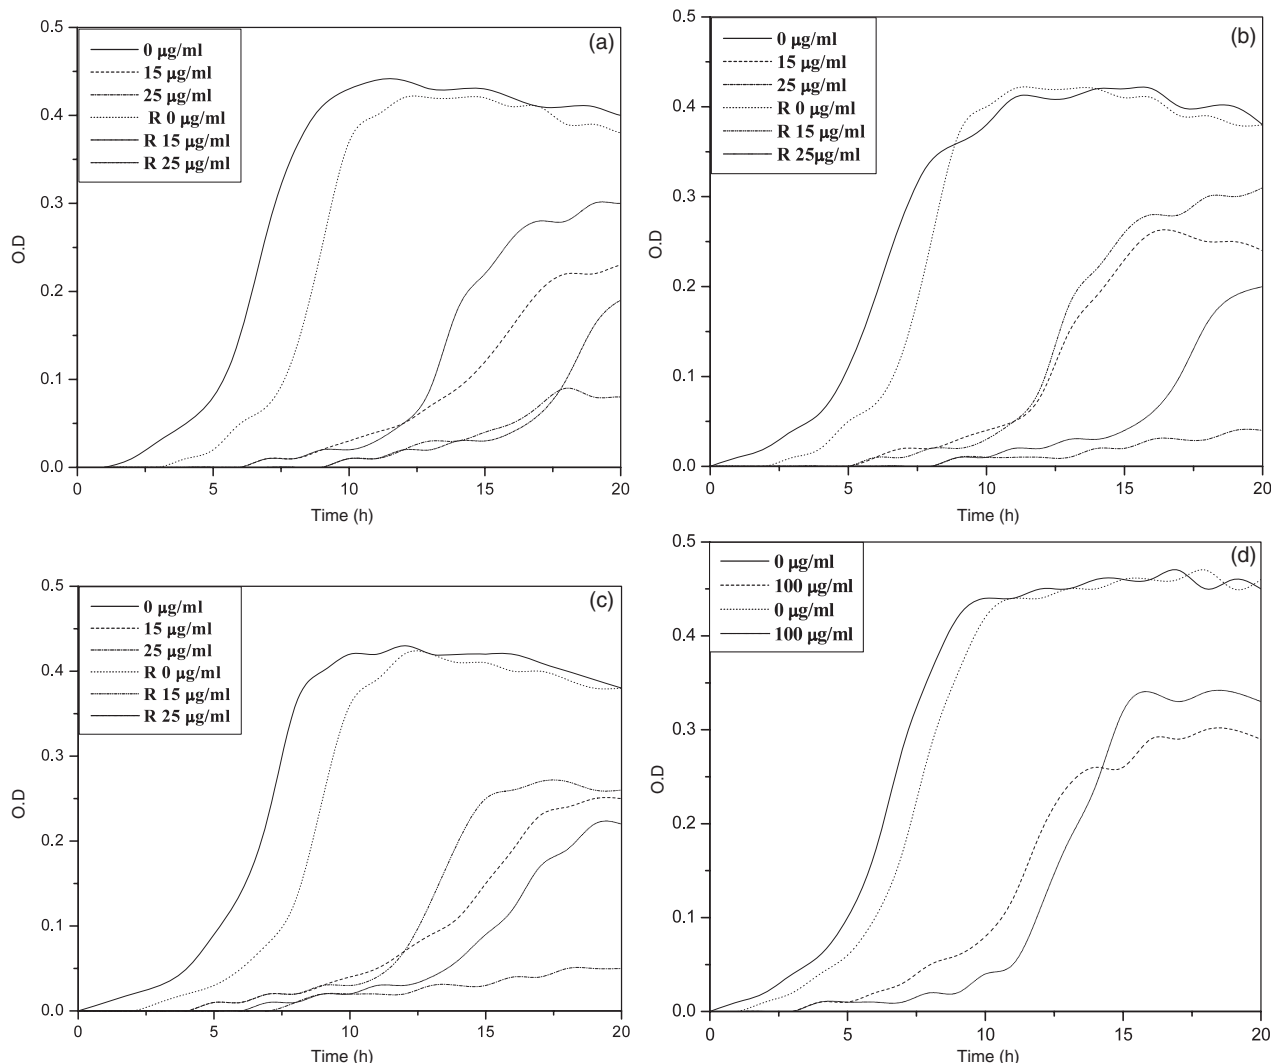 (a)
0 µg/ml
15 µg/ml
25 µg/ml
R 0 µg/ml
R 15 µg/ml
R 25 µg/ml
0.5
0.4
0.3
0.2
0.1
0.0
O.D
0 5 10 15 20
Time (h)
(b)
0 µg/ml
15 µg/ml
25 µg/ml
R 0 µg/ml
R 15 µg/ml
R 25µg/ml
0.5
0.4
0.3
0.2
0.1
0.0
O.D
0 5 10 15 20
Time (h)
(c)
0 µg/ml
15 µg/ml
25 µg/ml
R 0 µg/ml
R 15 µg/ml
R 25 µg/ml
0.5
0.4
0.3
0.2
0.1
0.0
O.D
0 5 10 15 20
Time (h)
(d)
0 µg/ml
100 µg/ml
0 µg/ml
100 µg/ml
0.5
0.4
0.3
0.2
0.1
0.0
O.D
0 5 10 15 20
Time (h)